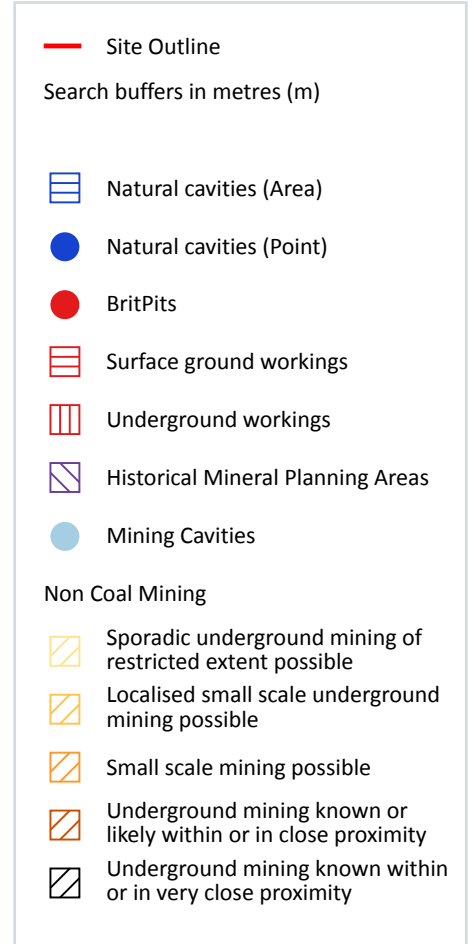 Site Outline
Search buffers in metres (m)
Natural cavities (Area)
Natural cavities (Point)
BritPits
Surface ground workings
Underground workings
Historical Mineral Planning Areas
Mining Cavities
Non Coal Mining
Sporadic underground mining of
restricted extent possible
Localised small scale underground
mining possible
Small scale mining possible
Underground mining known or
likely within or in close proximity
Underground mining known within
or in very close proximity